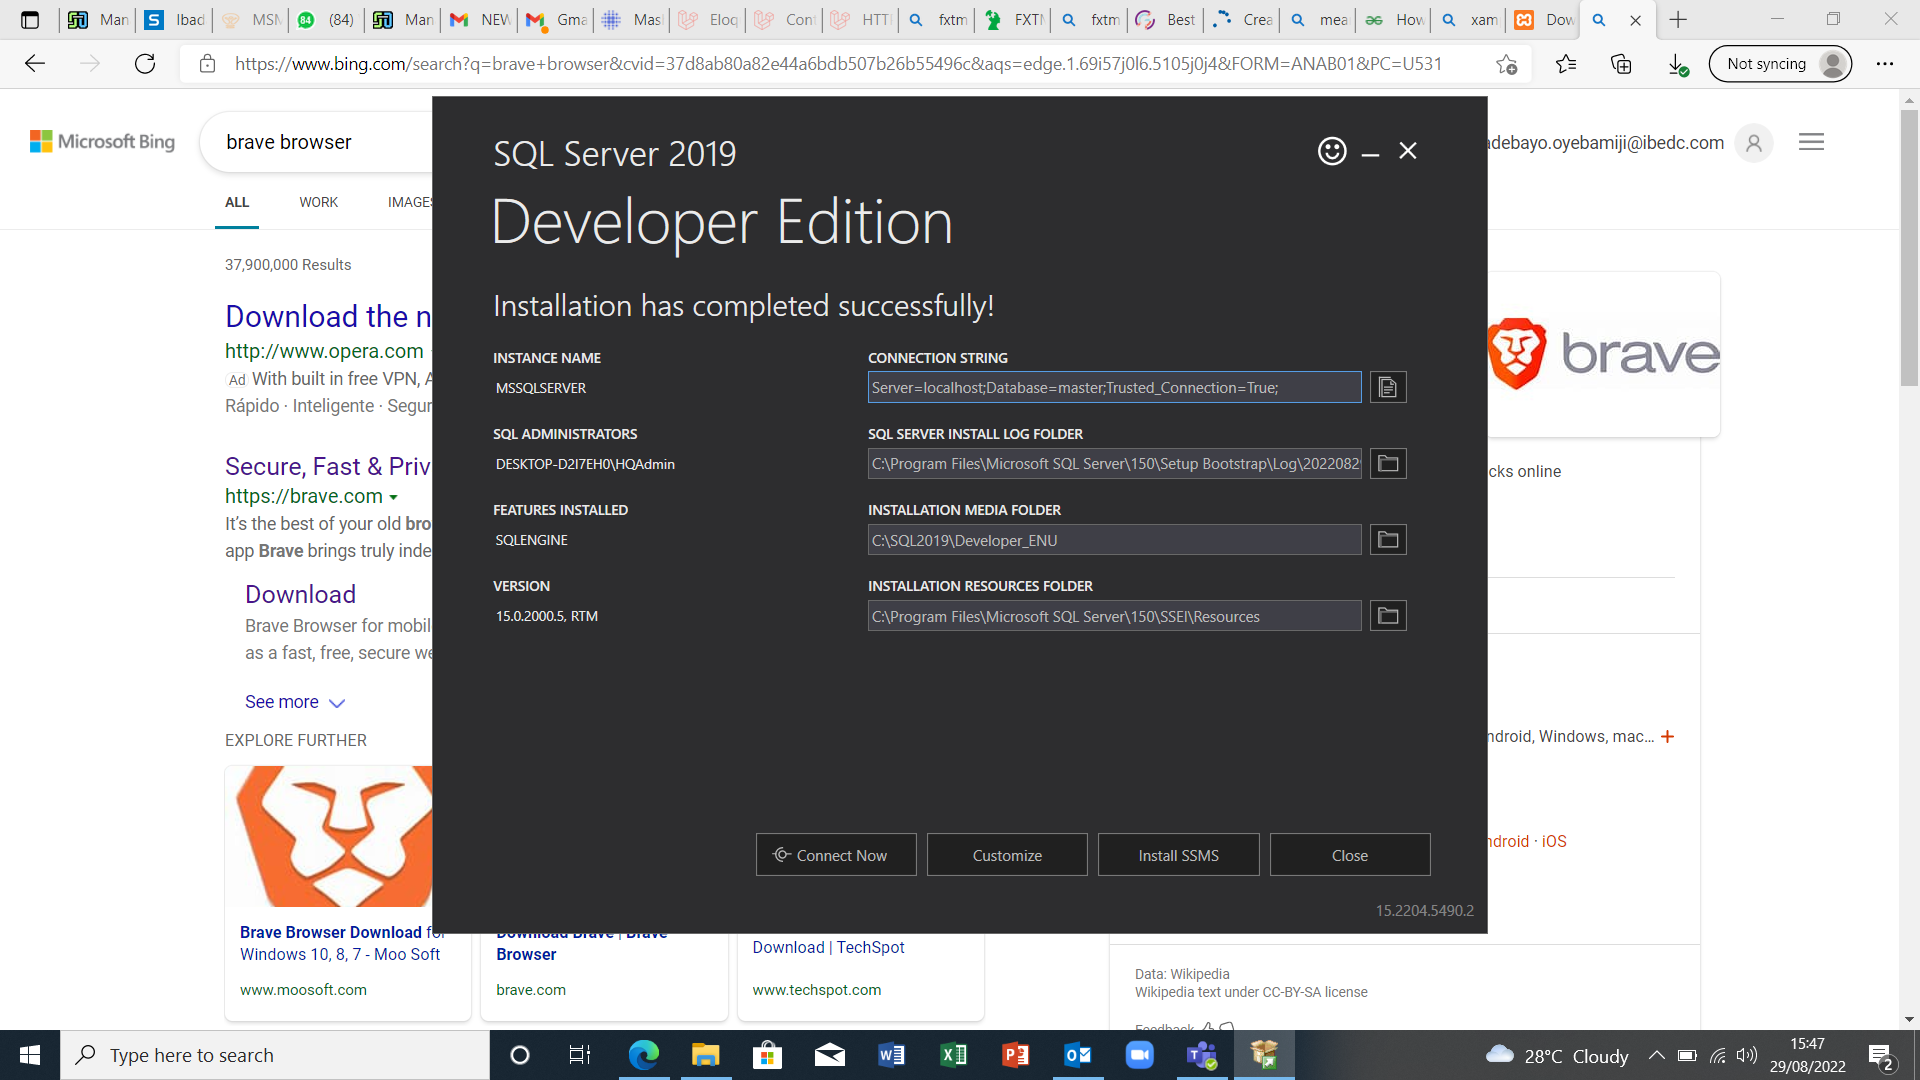 Man
Ibad
MSM
(84)
Man
NEW
Gma
Mas
Eloq
Con
HTT
fxtm
FXT
fxtm
Best
Crea
mea
How
xam
Dow
https://www.bing.com/search?q=brave+browser&cvid=37d8ab80a82e44a6bdb507b26b55496c&aqs=edge.1.69i57j0l6.5105j0j4&FORM=ANAB01&PC=U531
Not syncing
Microsoft Bing
brave browser
adebayo.oyebamiji@ibedc.com
ALL
WORK
IMAGES
37,900,000 Results
Download the n
http://www.opera.com
Ad With built in free VPN, A
Rápido · Inteligente · Segur
Secure, Fast & Priv
https://brave.com
It's the best of your old bro
app Brave brings truly inde
Download
Brave Browser for mobil
as a fast, free, secure we
See more
EXPLORE FURTHER
Brave Browser Download for
Windows 10, 8, 7 - Moo Soft
www.moosoft.com
Download Brave | Brave
Browser
brave.com
Download | TechSpot
www.techspot.com
SQL Server 2019
Developer Edition
Installation has completed successfully!
INSTANCE NAME
MSSQLSERVER
CONNECTION STRING
Server=localhost;Database=master;Trusted_Connection=True;
SQL ADMINISTRATORS
DESKTOP-D2I7EH0\HQAdmin
SQL SERVER INSTALL LOG FOLDER
C:\Program Files\Microsoft SQL Server\150\Setup Bootstrap\Log\2022082
FEATURES INSTALLED
SQLENGINE
INSTALLATION MEDIA FOLDER
C:\SQL2019\Developer_ENU
VERSION
15.0.2000.5, RTM
INSTALLATION RESOURCES FOLDER
C:\Program Files\Microsoft SQL Server\150\SSEI\Resources
Connect Now
Customize
Install SSMS
Close
15.2204.5490.2
brave
cks online
ndroid, Windows, mac...
ndroid · iOS
Data: Wikipedia
Wikipedia text under CC-BY-SA license
Feedback
Type here to search
28°C Cloudy
15:47
29/08/2022
2